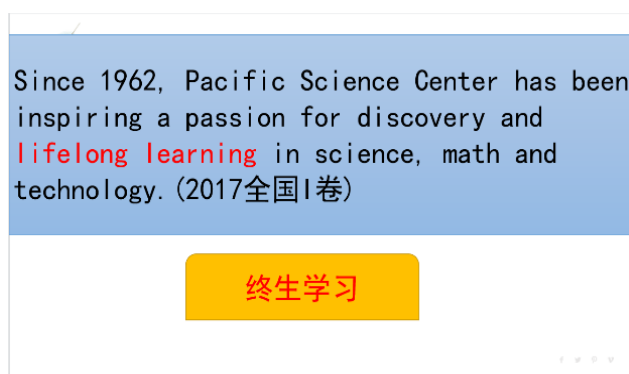 Since 1962, Pacific Science Center has been
inspiring a passion for discovery and
lifelong learning in science, math and
technology.(2017全国I卷)
终生学习